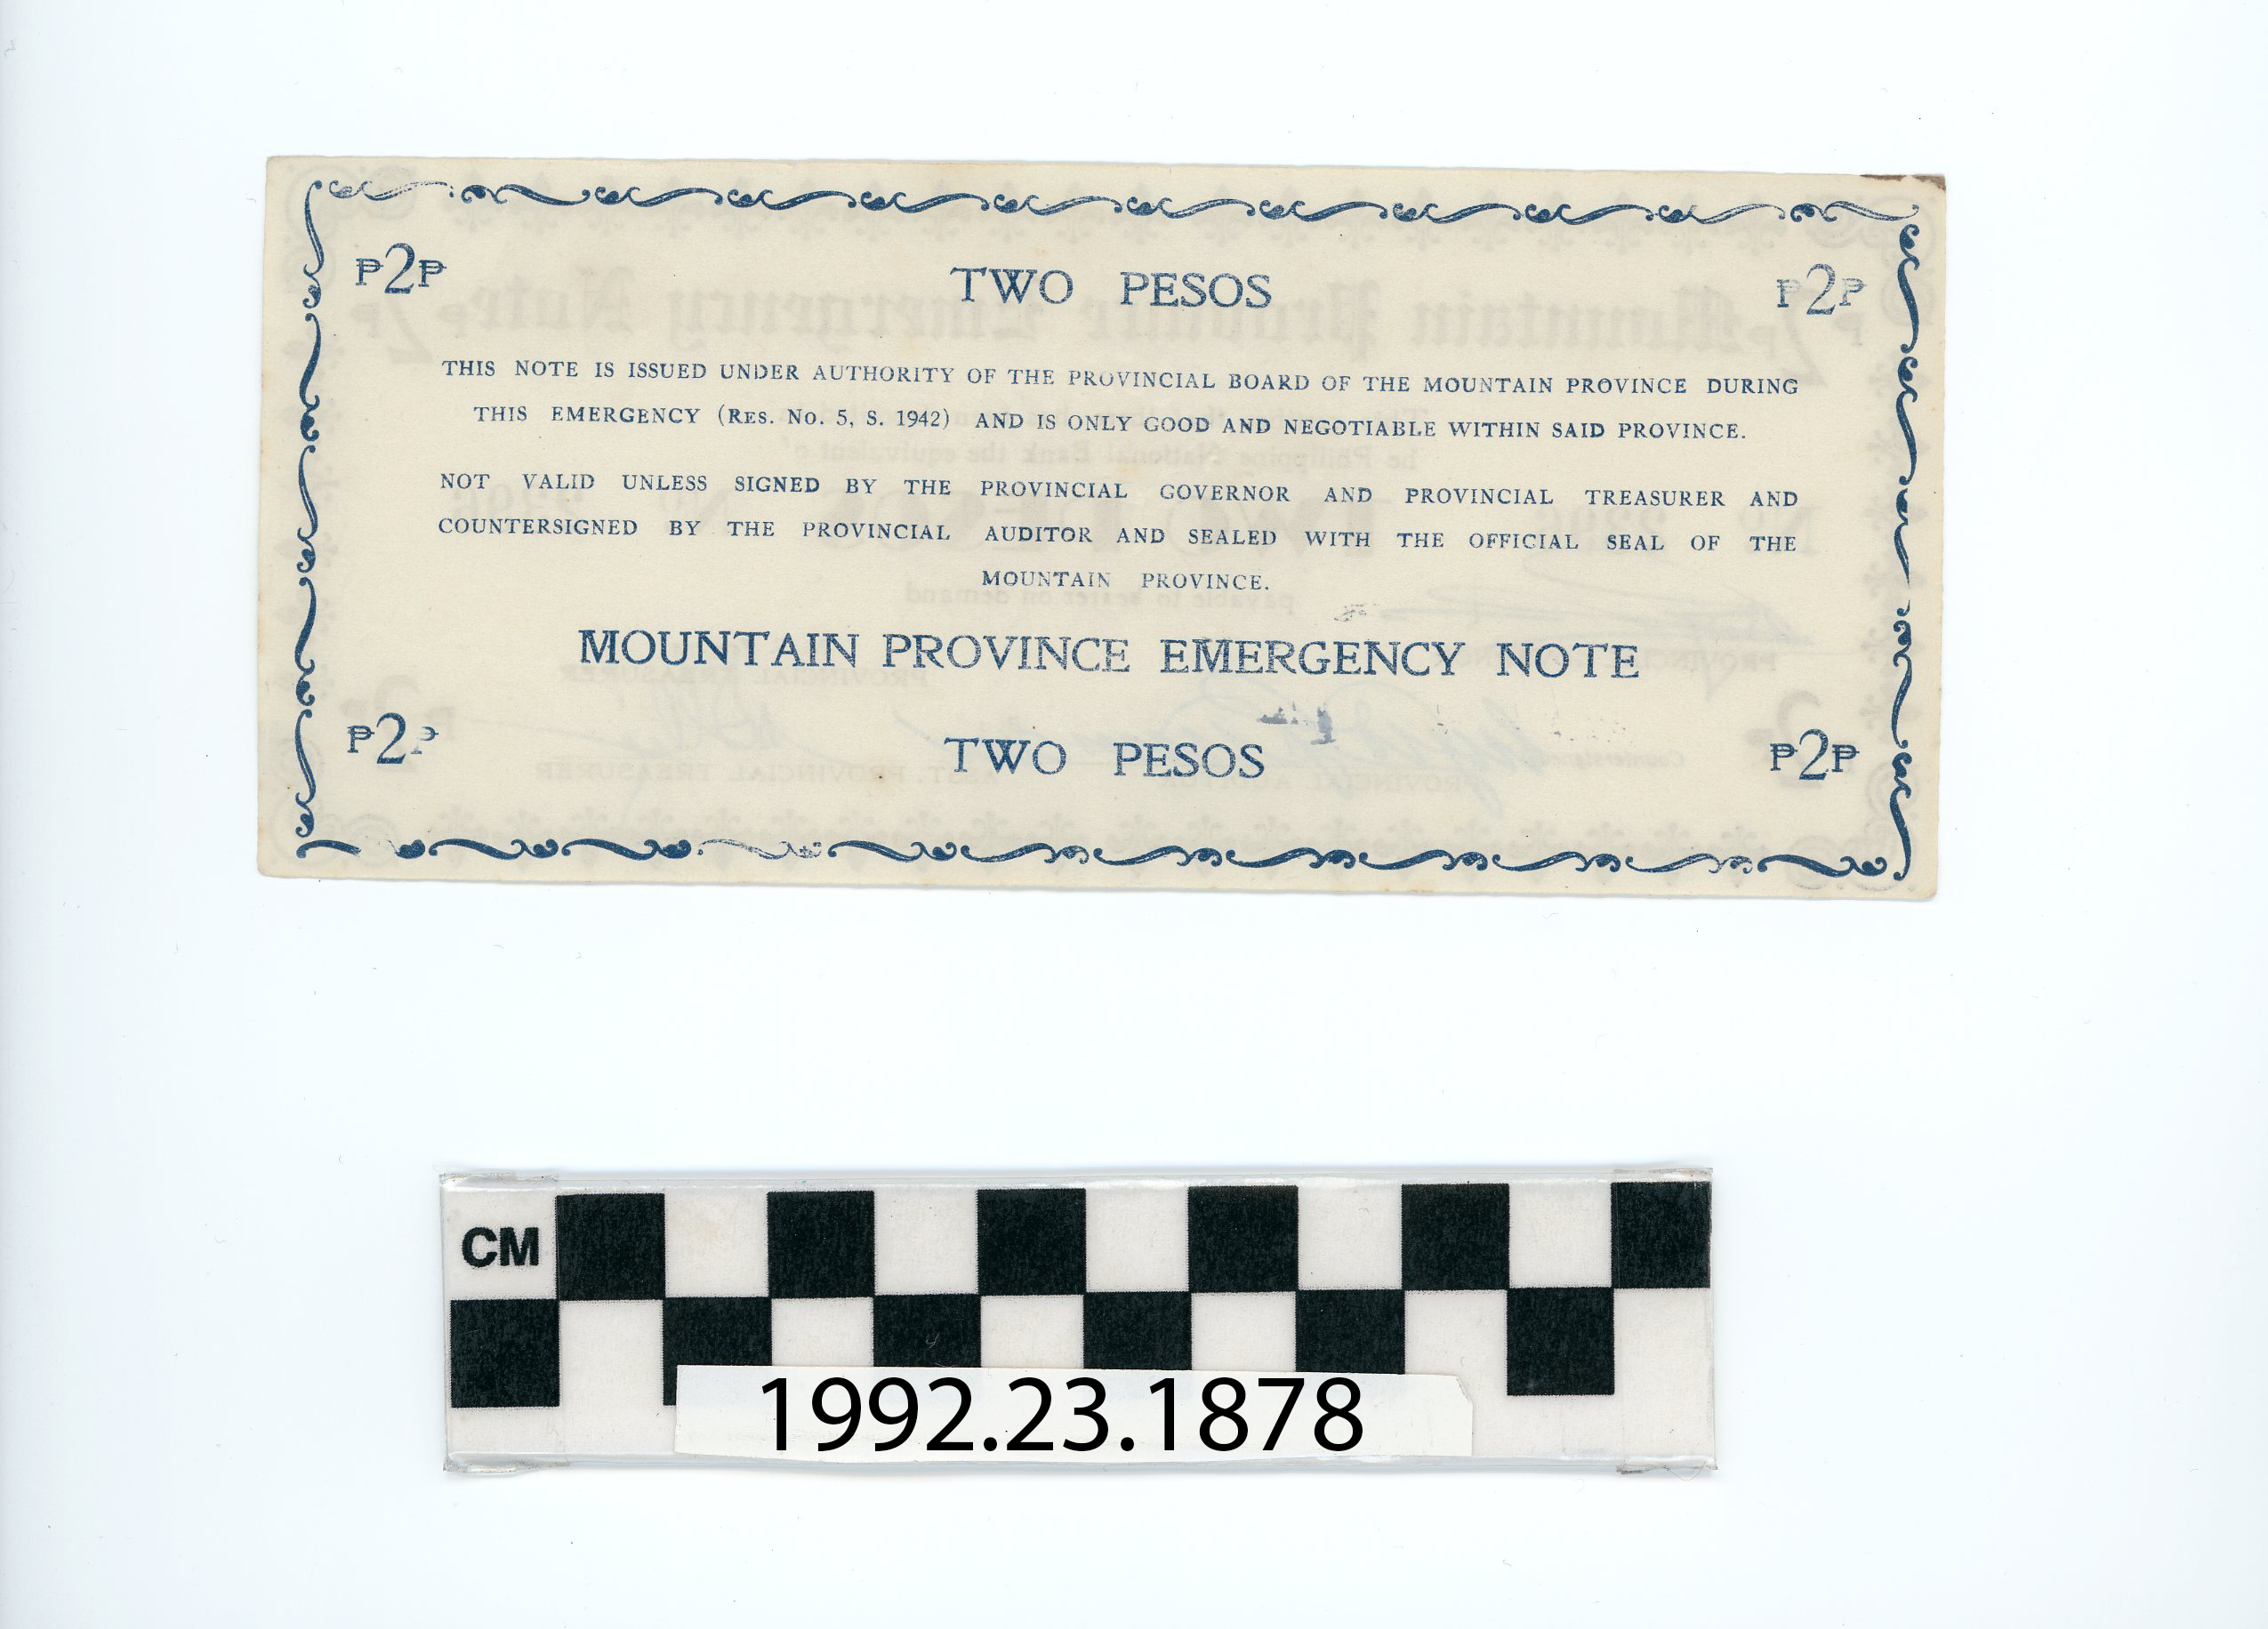 ₱2₱ TWO PESOS ₱2₱
THIS NOTE IS ISSUED UNDER AUTHORITY OF THE PROVINCIAL BOARD OF THE MOUNTAIN PROVINCE DURING
THIS EMERGENCY (RES. NO. 5, S. 1942) AND IS ONLY GOOD AND NEGOTIABLE WITHIN SAID PROVINCE.
NOT VALID UNLESS SIGNED BY THE PROVINCIAL GOVERNOR AND PROVINCIAL TREASURER AND
COUNTERSIGNED BY THE PROVINCIAL AUDITOR AND SEALED WITH THE OFFICIAL SEAL OF THE
MOUNTAIN PROVINCE.
MOUNTAIN PROVINCE EMERGENCY NOTE
₱2₱ TWO PESOS ₱2₱
CM
1992.23.1878